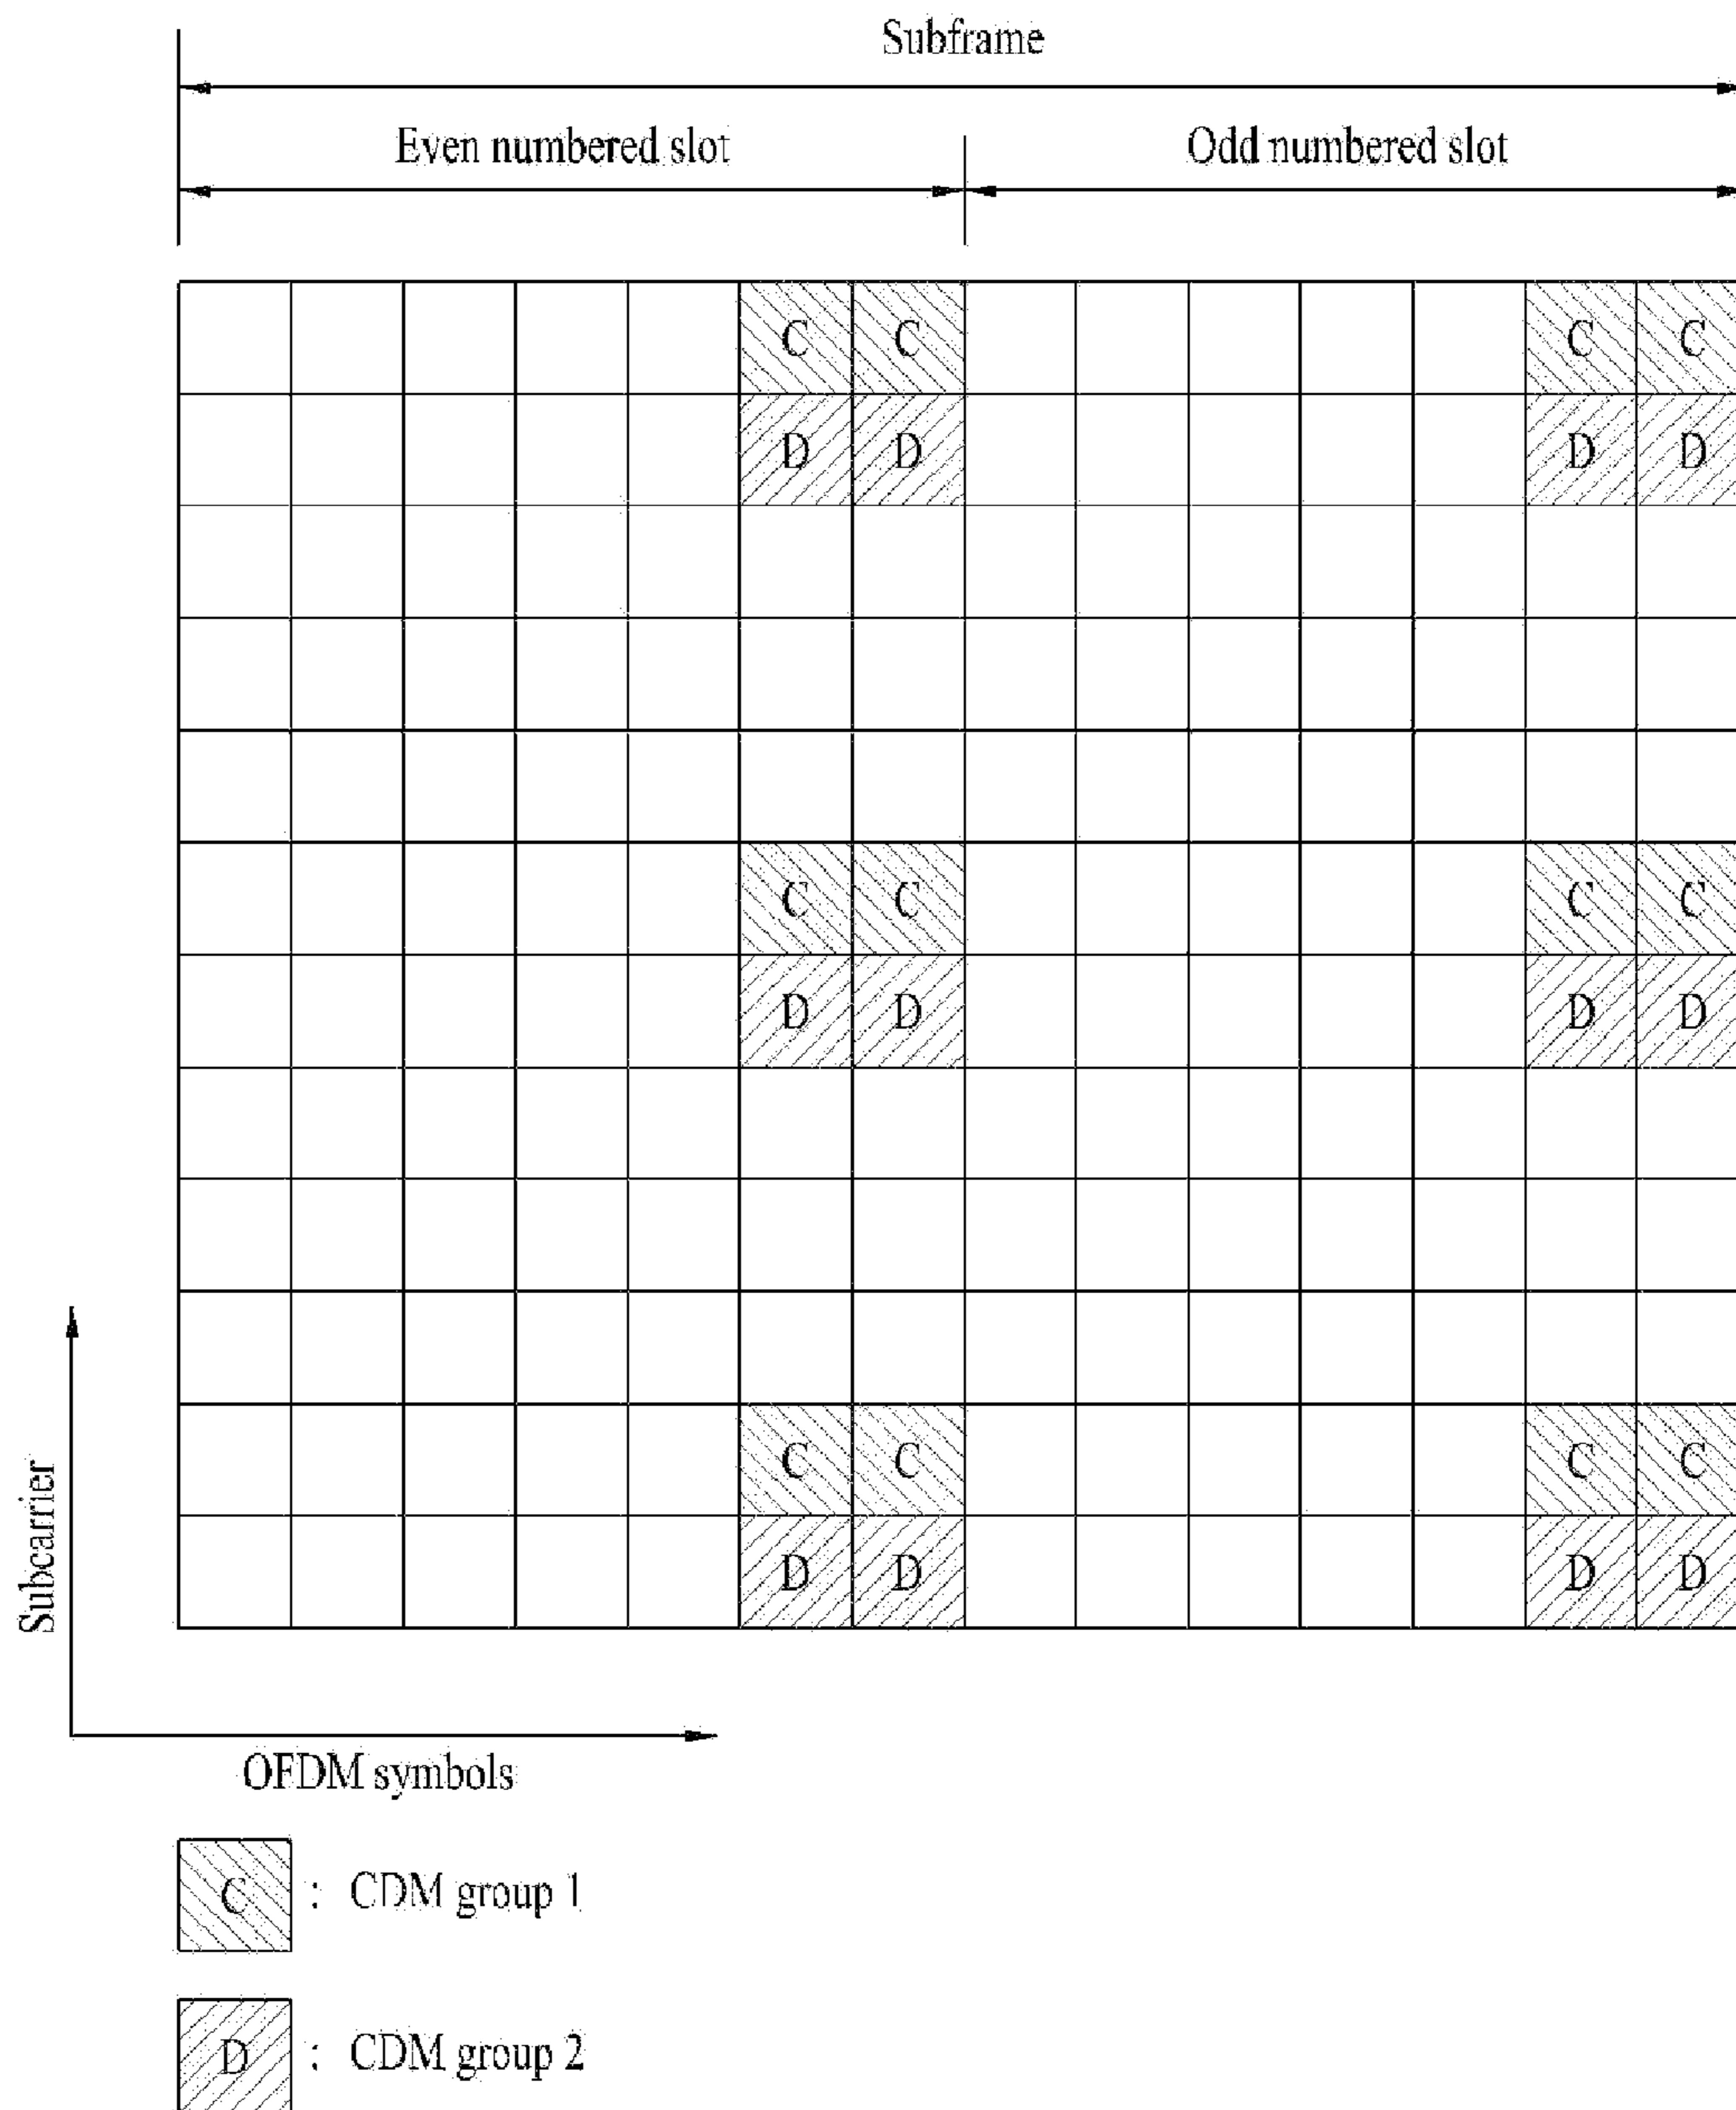 Subframe
Even numbered slot Odd numbered slot
C C C C
D D D D
C C C C
D D D D
C C C C
D D D D
Subcarrier
OFDM symbols
C : CDM group 1
D : CDM group 2